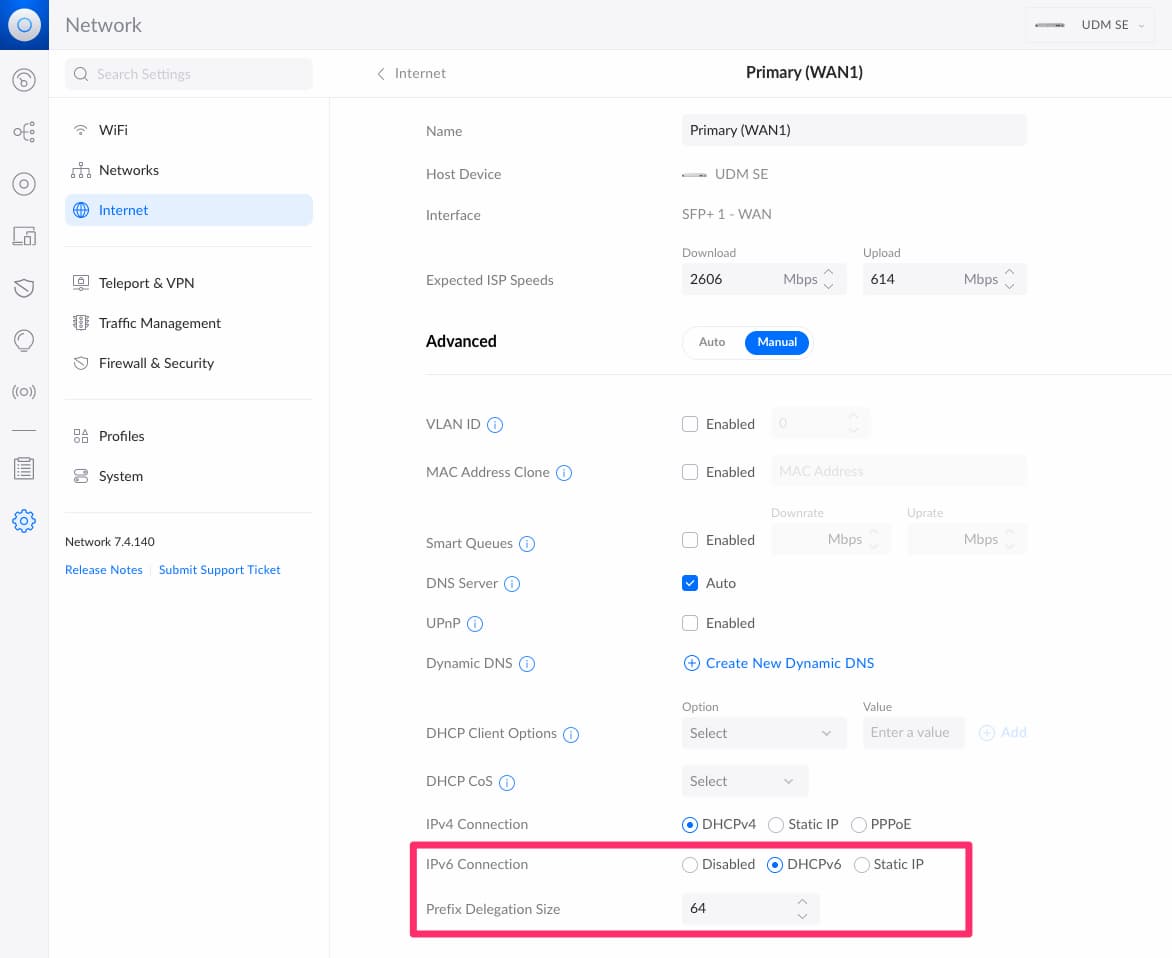 Network
UDM SE
Search Settings
Internet
Primary (WAN1)
WiFi
Networks
Internet
Teleport & VPN
Traffic Management
Firewall & Security
Profiles
System
Network 7.4.140
Release Notes Submit Support Ticket
Name Primary (WAN1)
Host Device UDM SE
Interface SFP+ 1 - WAN
Download Upload
Expected ISP Speeds 2606 Mbps 614 Mbps
Advanced Auto Manual
VLAN ID Enabled 0
MAC Address Clone Enabled MAC Address
Downrate Uprate
Smart Queues Enabled Mbps Mbps
DNS Server Auto
UPnP Enabled
Dynamic DNS Create New Dynamic DNS
Option Value
DHCP Client Options Select Enter a value Add
DHCP CoS Select
IPv4 Connection DHCPv4 Static IP PPPoE
IPv6 Connection Disabled DHCPv6 Static IP
Prefix Delegation Size 64